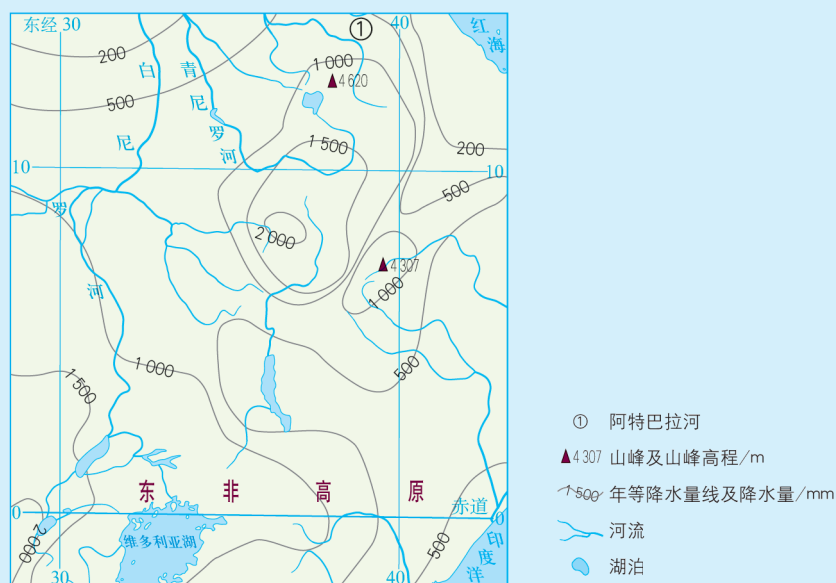 东经 30
①
40
红
海
200
1 000
4 620
白
青
500
尼
尼
罗
河
1 500
10
200
10
500
罗
2 000
4 307
1 000
河
1 000
500
1 500
东 非 高 原
赤道
0
0
2 000
维多利亚湖
500
印
度
洋
30
40
① 阿特巴拉河
4 307 山峰及山峰高程/m
1 500 年等降水量线及降水量/mm
河流
湖泊